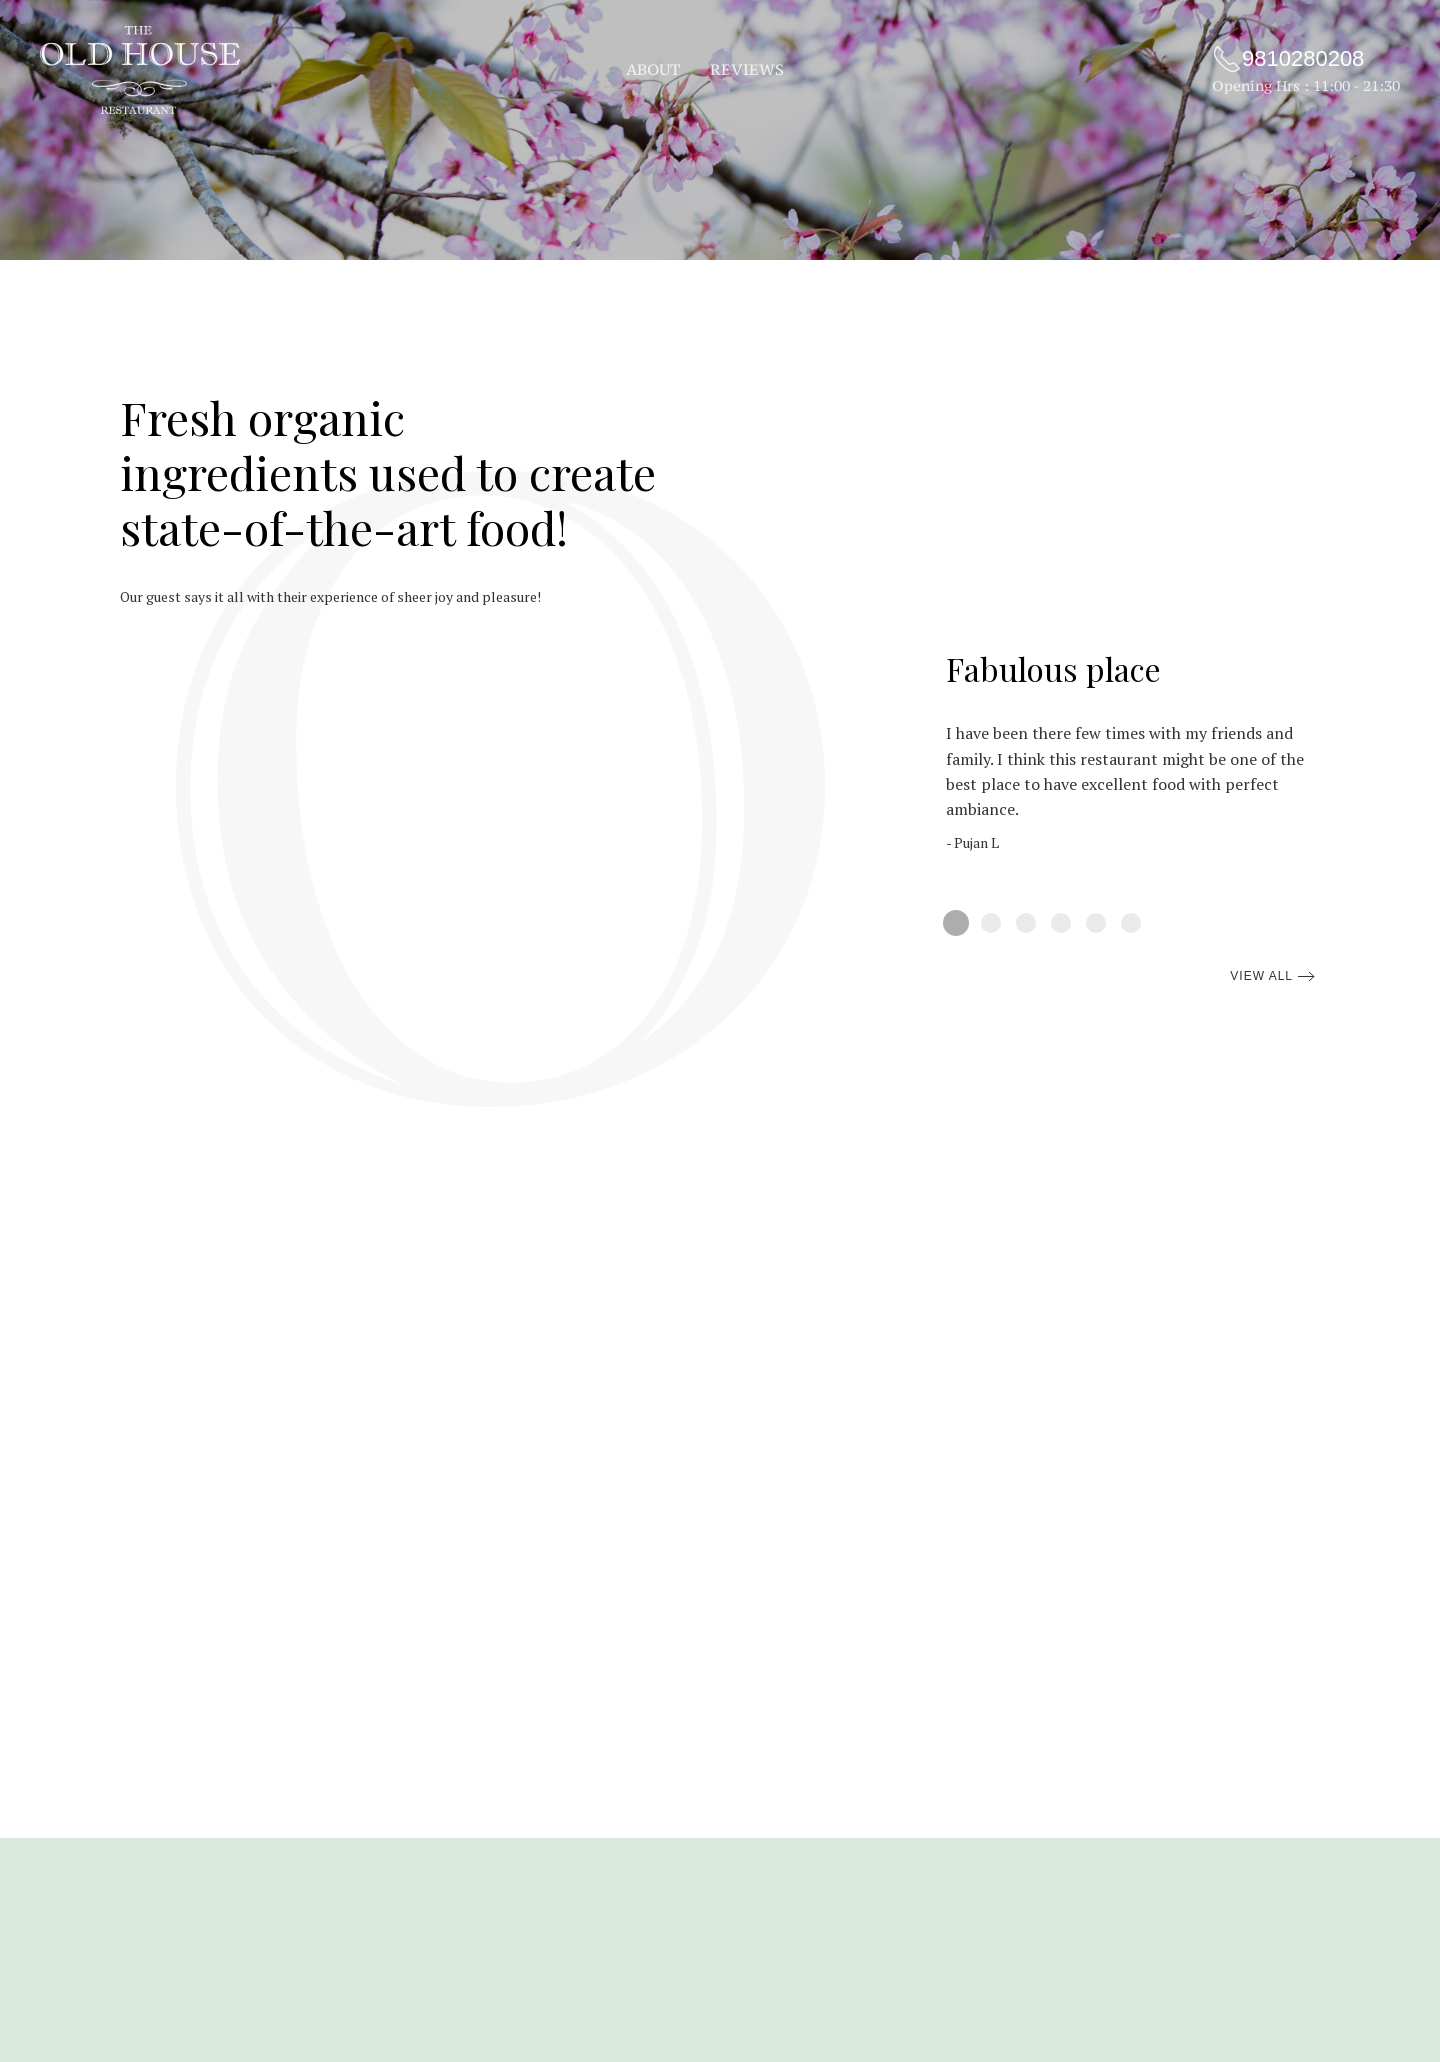 THE
OLD HOUSE
RESTAURANT
ABOUT REVIEWS
9810280208
Opening Hrs : 11:00 - 21:30
Fresh organic
ingredients used to create
state-of-the-art food!
Our guest says it all with their experience of sheer joy and pleasure!
Fabulous place
I have been there few times with my friends and
family. I think this restaurant might be one of the
best place to have excellent food with perfect
ambiance.
- Pujan L
VIEW ALL
O